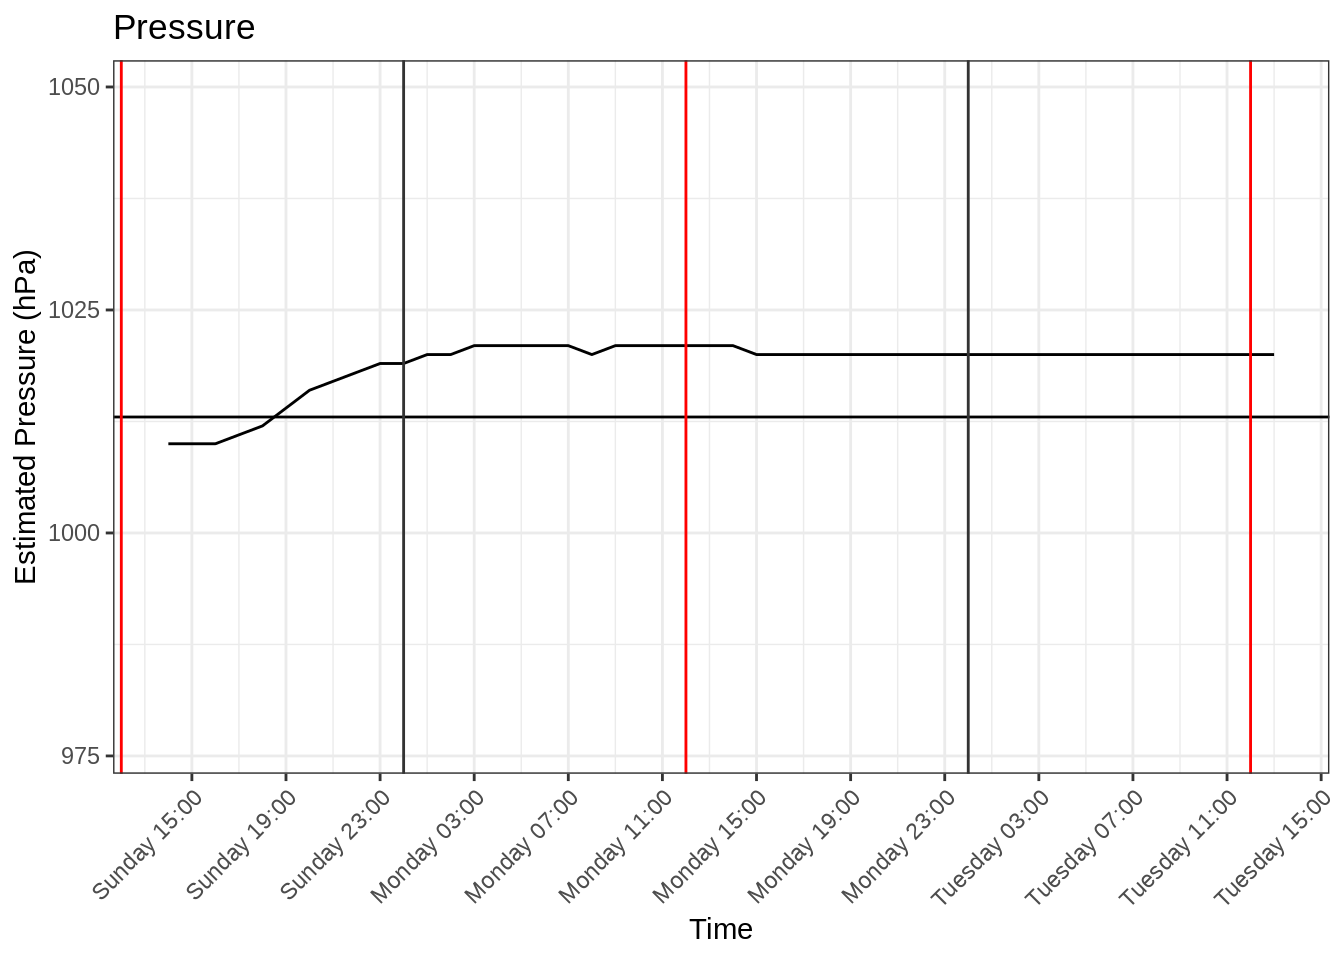 Pressure
Estimated Pressure (hPa)
1050
1025
1000
975
Sunday 15:00
Sunday 19:00
Sunday 23:00
Monday 03:00
Monday 07:00
Monday 11:00
Monday 15:00
Monday 19:00
Monday 23:00
Tuesday 03:00
Tuesday 07:00
Tuesday 11:00
Tuesday 15:00
Time